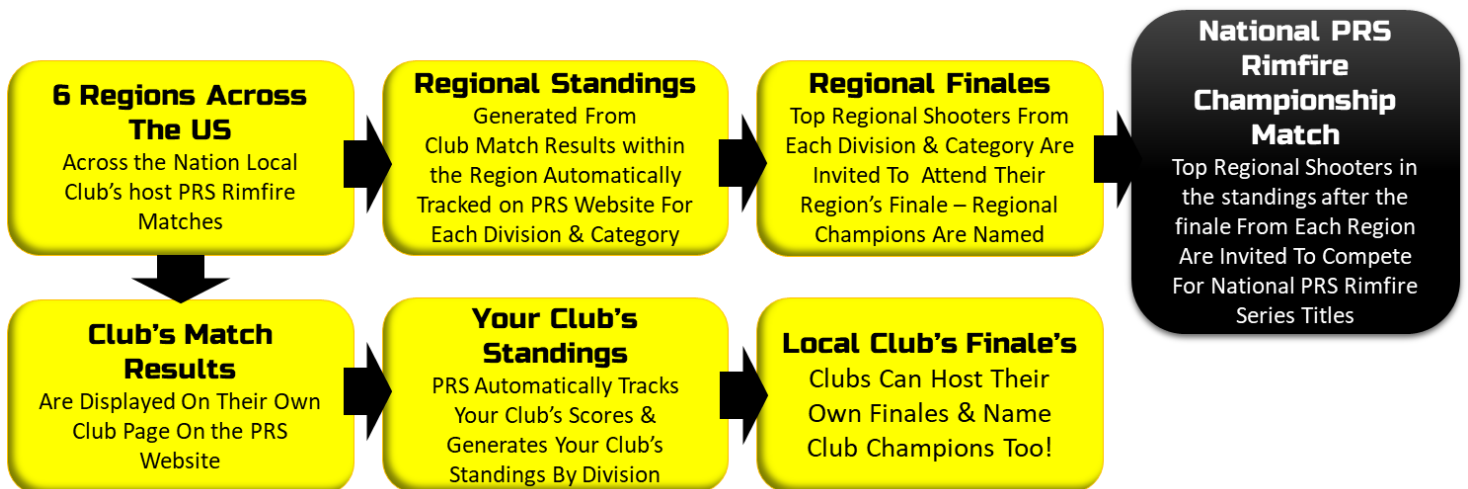 6 Regions Across
The US
Across the Nation Local
Club's host PRS Rimfire
Matches
Regional Standings
Generated From
Club Match Results within
the Region Automatically
Tracked on PRS Website For
Each Division & Category
Regional Finales
Top Regional Shooters From
Each Division & Category Are
Invited To Attend Their
Region's Finale – Regional
Champions Are Named
National PRS
Rimfire
Championship
Match
Top Regional Shooters in
the standings after the
finale From Each Region
Are Invited To Compete
For National PRS Rimfire
Series Titles
Club's Match
Results
Are Displayed On Their Own
Club Page On the PRS
Website
Your Club's
Standings
PRS Automatically Tracks
Your Club's Scores &
Generates Your Club's
Standings By Division
Local Club's Finale's
Clubs Can Host Their
Own Finales & Name
Club Champions Too!